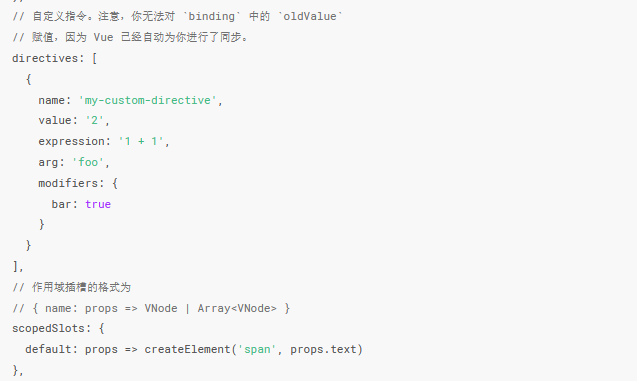 // 自定义指令。注意，你无法对 `binding` 中的 `oldValue`
// 赋值，因为 Vue 已经自动为你进行了同步。
directives: [
  {
    name: 'my-custom-directive',
    value: '2',
    expression: '1 + 1',
    arg: 'foo',
    modifiers: {
      bar: true
    }
  }
],
// 作用域插槽的格式为
// { name: props => VNode | Array<VNode> }
scopedSlots: {
  default: props => createElement('span', props.text)
},